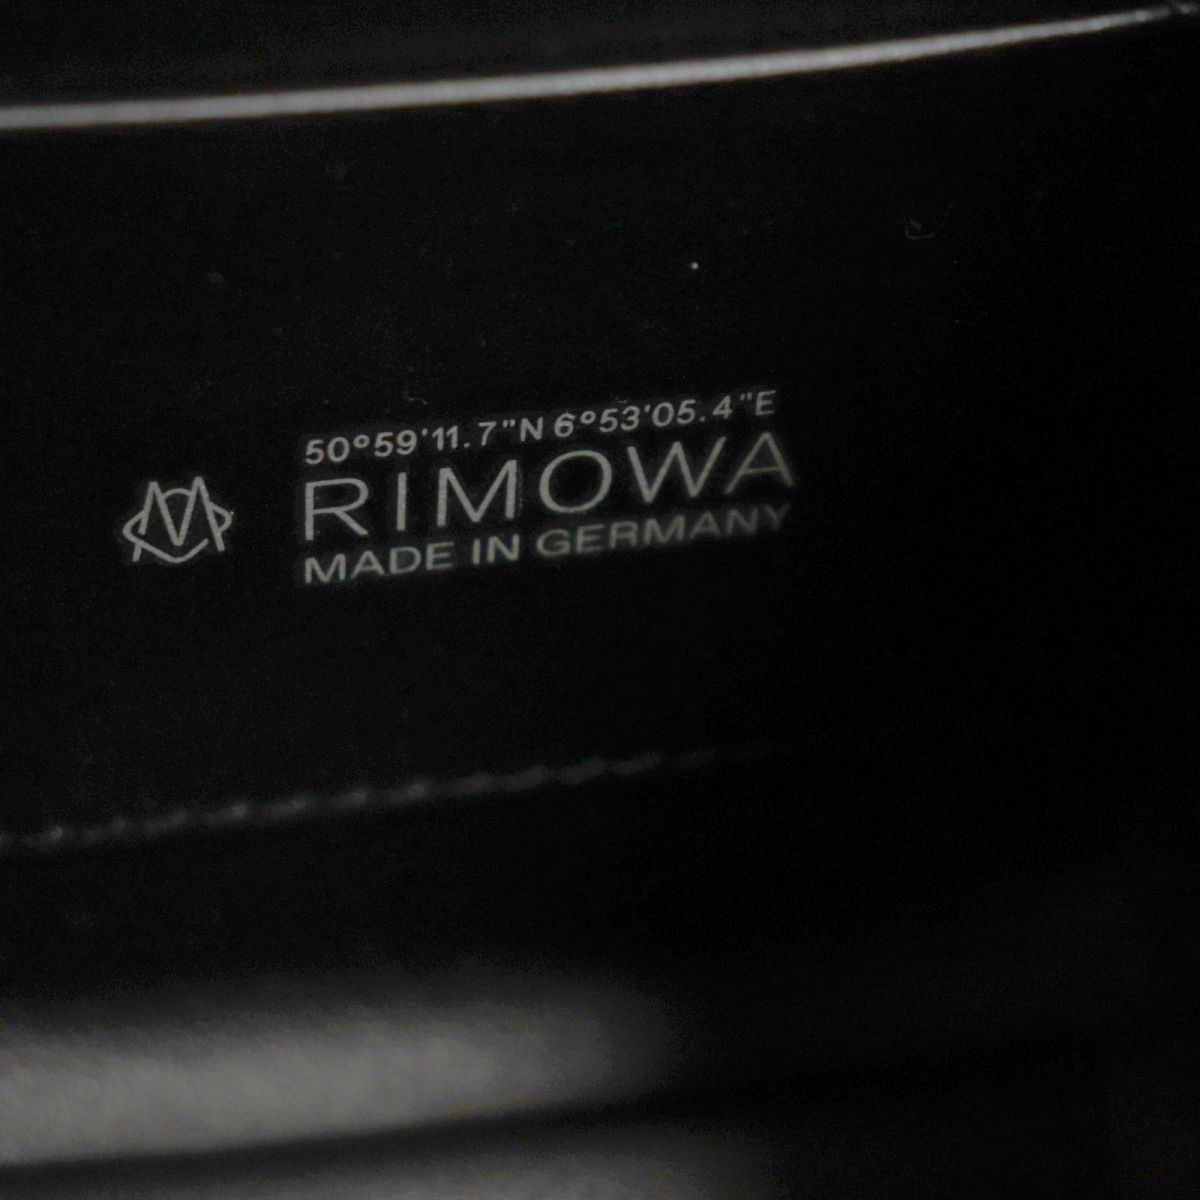 50°59'11.7"N 6°53'05.4"E
RIMOWA
MADE IN GERMANY